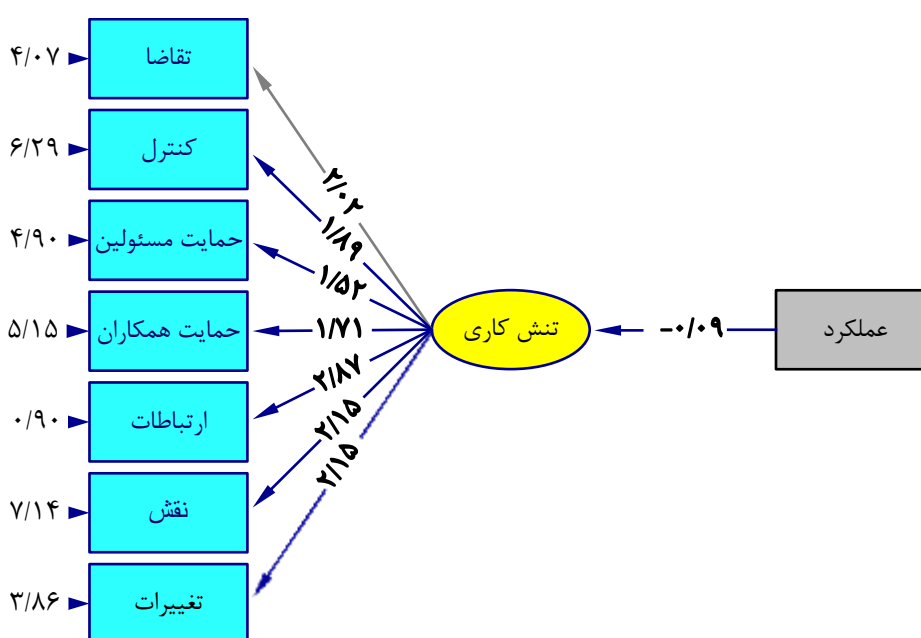 ۴/۰۷
تقاضا
۶/۲۹
کنترل
۴/۹۰
حمایت مسئولین
۵/۱۵
حمایت همکاران
۰/۹۰
ارتباطات
۷/۱۴
نقش
۳/۸۶
تغییرات
۲/۰۲
۱/۸۹
۱/۵۲
۱/۷۱
۲/۸۷
۲/۱۵
۲/۱۵
تنش کاری
-۰/۰۹
عملکرد